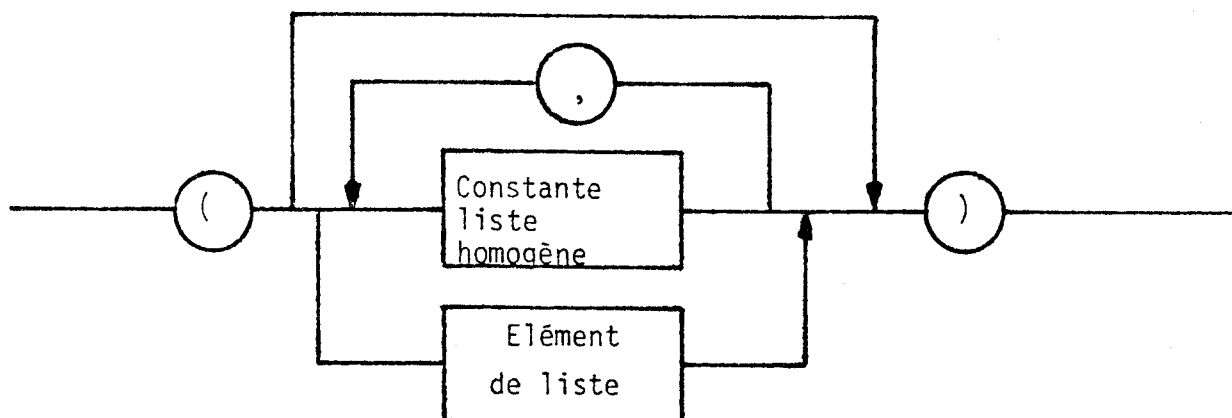 ,
(
Constante
liste
homogène
)
Elément
de liste